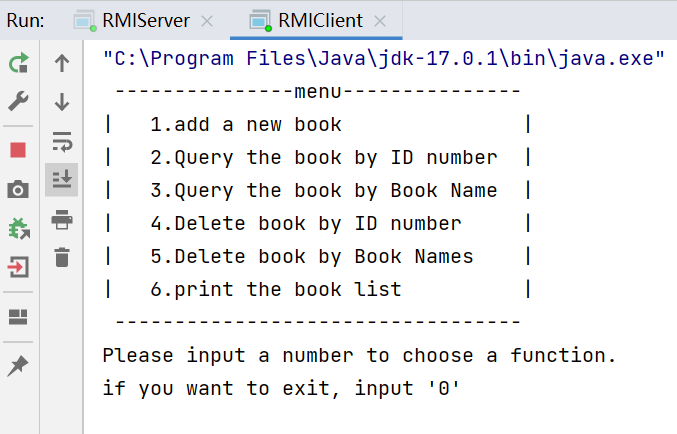 Run: RMIServer RMIClient
"C:\Program Files\Java\jdk-17.0.1\bin\java.exe"
---------------menu---------------
|   1.add a new book               |
|   2.Query the book by ID number  |
|   3.Query the book by Book Name  |
|   4.Delete book by ID number     |
|   5.Delete book by Book Names    |
|   6.print the book list          |
----------------------------------
Please input a number to choose a function.
if you want to exit, input '0'